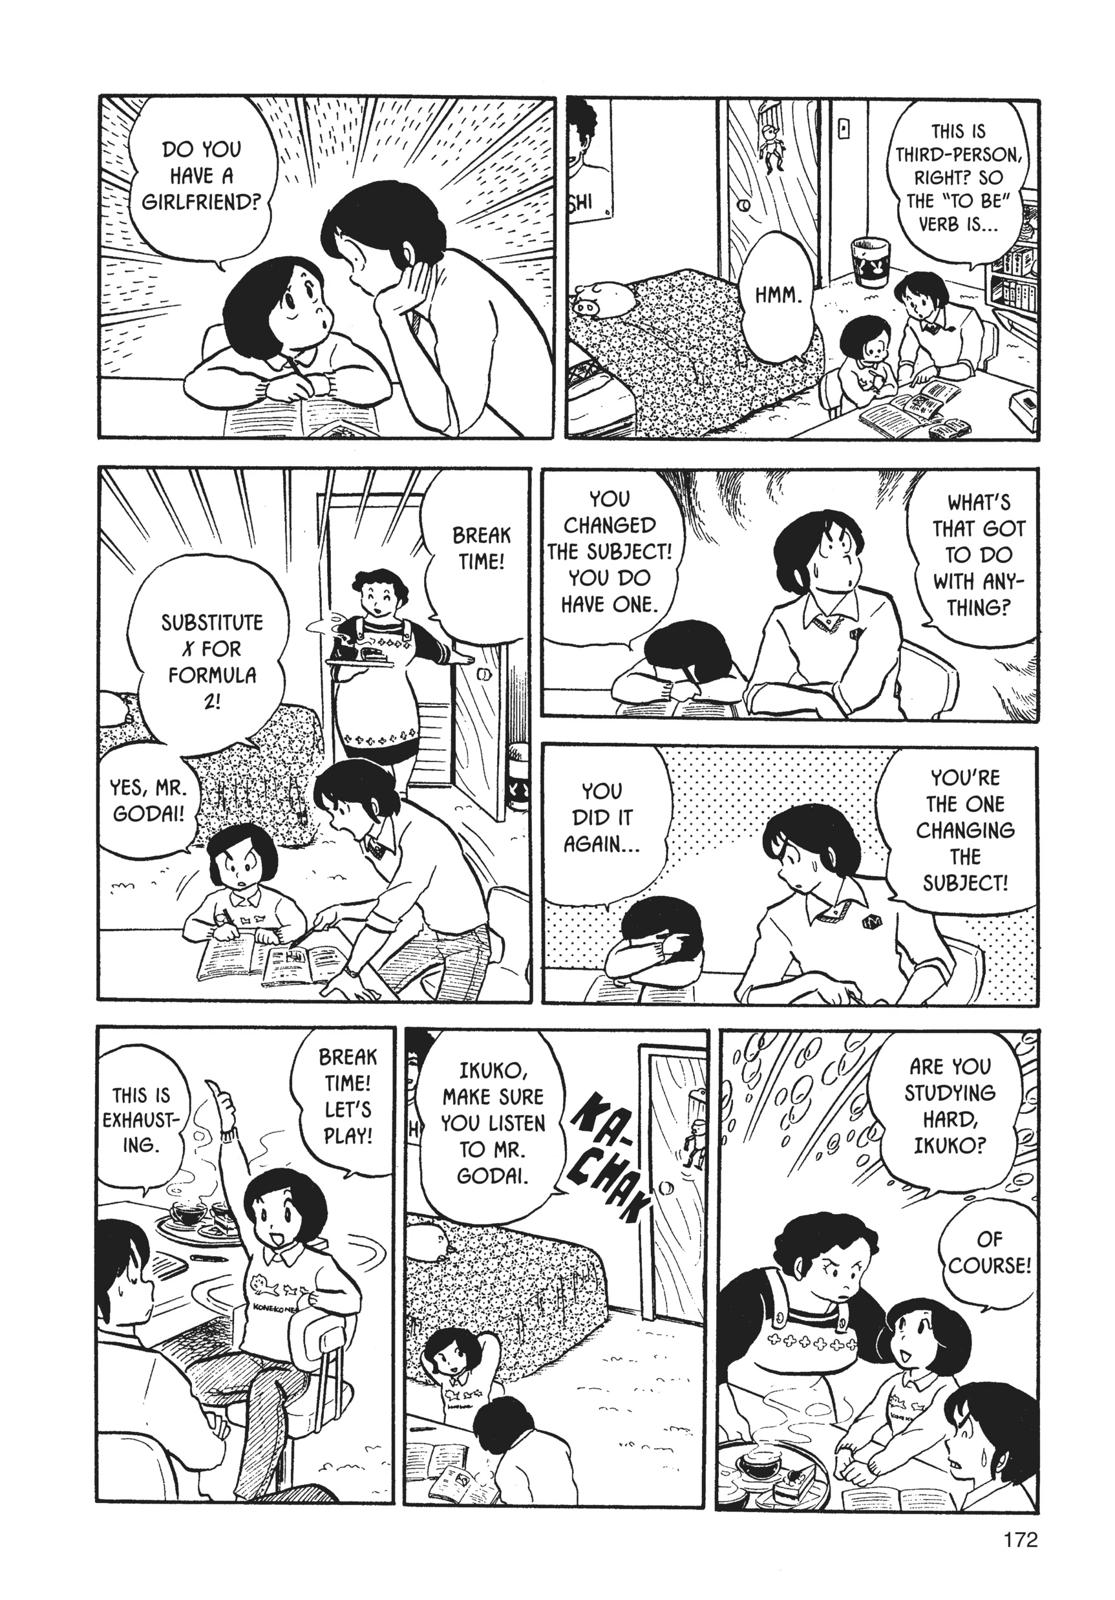 THIS IS
THIRD-PERSON,
RIGHT? SO
THE "TO BE"
VERB IS...
HMM.
SHI
DO YOU
HAVE A
GIRLFRIEND?
WHAT'S
THAT GOT
TO DO
WITH ANY-
THING?
YOU
CHANGED
THE SUBJECT!
YOU DO
HAVE ONE.
YOU'RE
THE ONE
CHANGING
THE
SUBJECT!
YOU
DID IT
AGAIN...
BREAK
TIME!
SUBSTITUTE
X FOR
FORMULA
2!
YES, MR.
GODAI!
ARE YOU
STUDYING
HARD,
IKUKO?
OF
COURSE!
IKUKO,
MAKE SURE
YOU LISTEN
TO MR.
GODAI.
KA-
CHAK
BREAK
TIME!
LET'S
PLAY!
THIS IS
EXHAUST-
ING.
KONEKONE
172